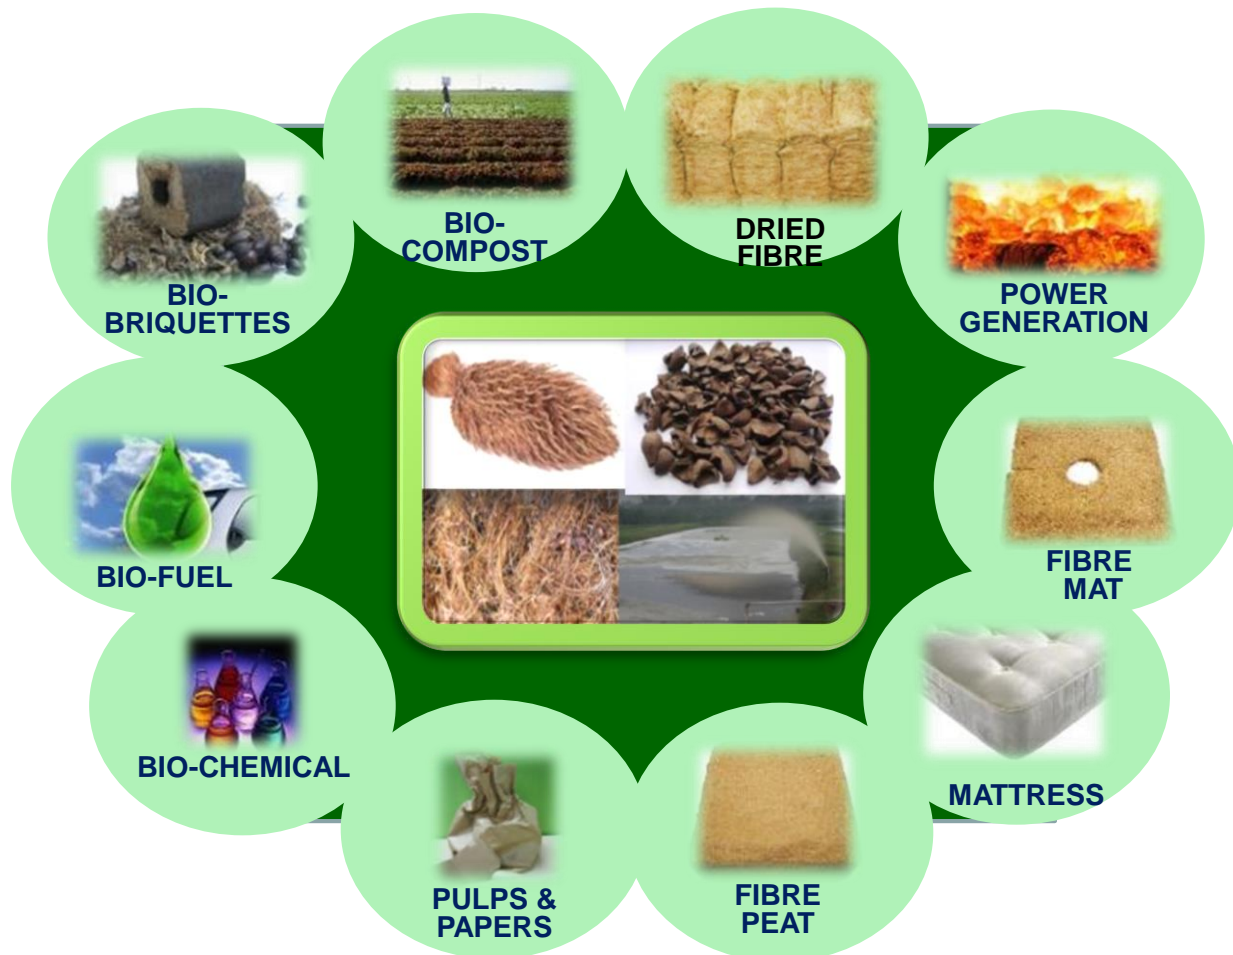 BIO-
COMPOST
DRIED
FIBRE
BIO-
BRIQUETTES
POWER
GENERATION
BIO-FUEL
FIBRE
MAT
BIO-CHEMICAL
MATTRESS
PULPS &
PAPERS
FIBRE
PEAT